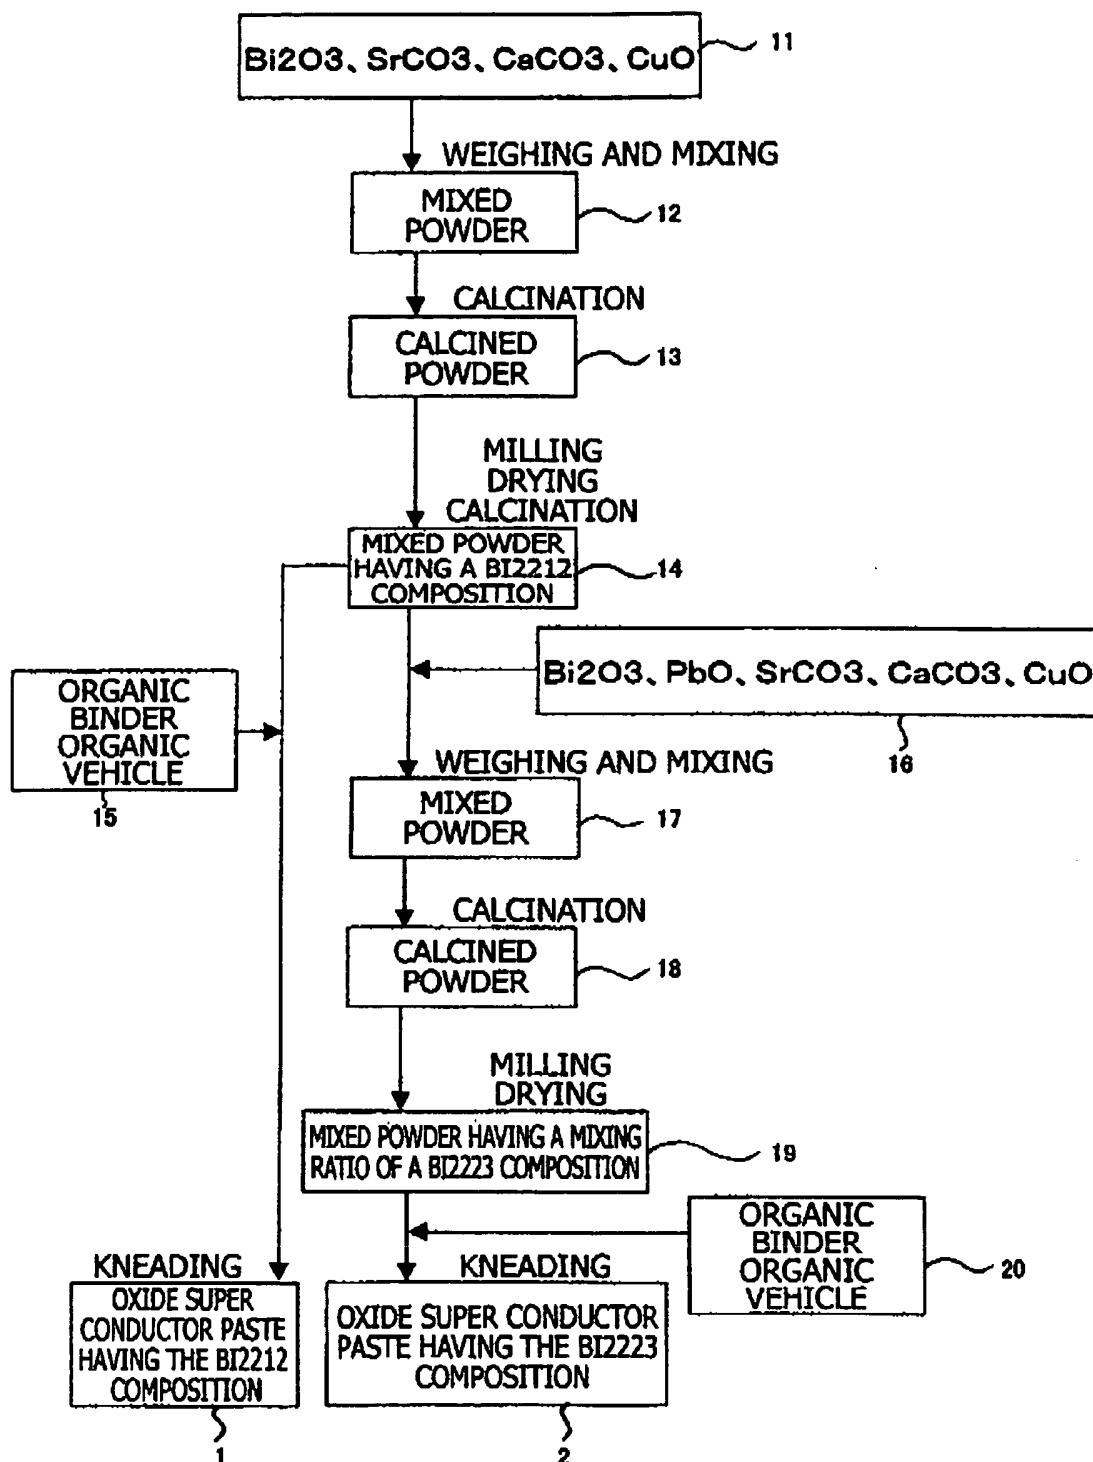 Bi2O3、SrCO3、CaCO3、CuO
11
WEIGHING AND MIXING
MIXED
POWDER
12
CALCINATION
CALCINED
POWDER
13
MILLING
DRYING
CALCINATION
MIXED POWDER
HAVING A BI2212
COMPOSITION
14
Bi2O3、PbO、SrCO3、CaCO3、CuO
16
ORGANIC
BINDER
ORGANIC
VEHICLE
15
WEIGHING AND MIXING
MIXED
POWDER
17
CALCINATION
CALCINED
POWDER
18
MILLING
DRYING
MIXED POWDER HAVING A MIXING
RATIO OF A BI2223 COMPOSITION
19
ORGANIC
BINDER
ORGANIC
VEHICLE
20
KNEADING
OXIDE SUPER
CONDUCTOR PASTE
HAVING THE BI2212
COMPOSITION
1
KNEADING
OXIDE SUPER CONDUCTOR
PASTE HAVING THE BI2223
COMPOSITION
2